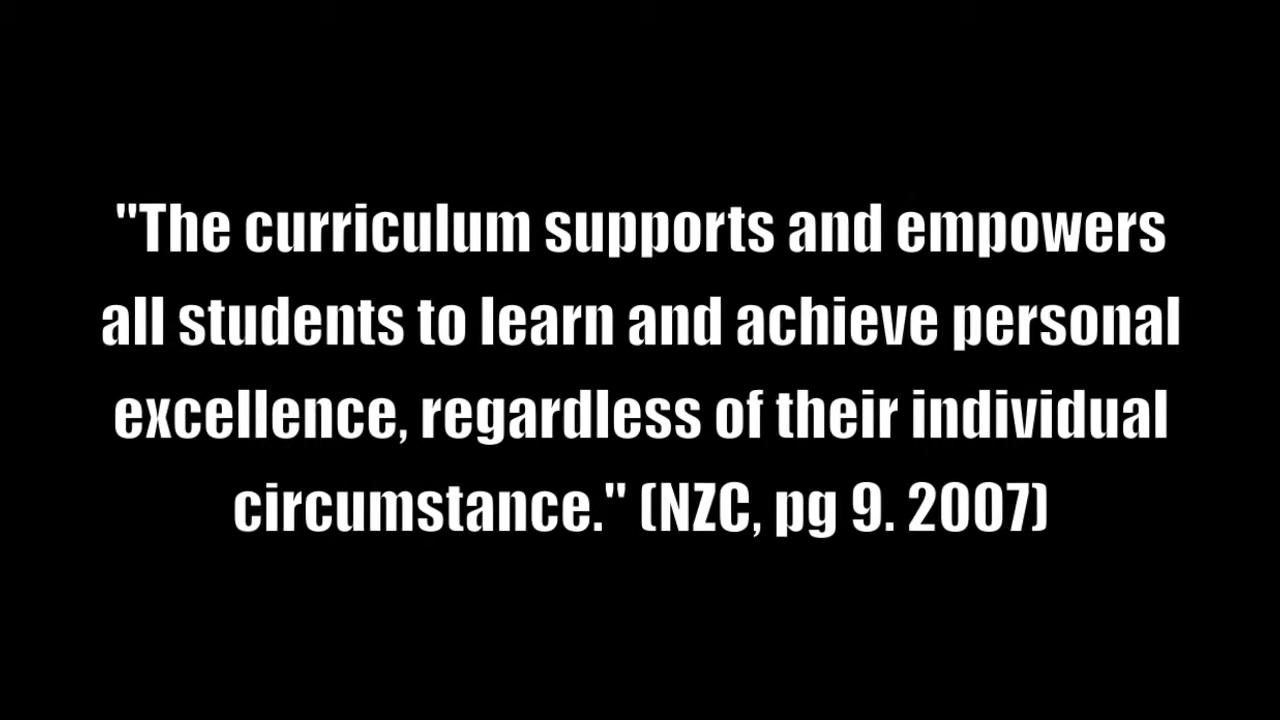 "The curriculum supports and empowers
all students to learn and achieve personal
excellence, regardless of their individual
circumstance." (NZC, pg 9. 2007)